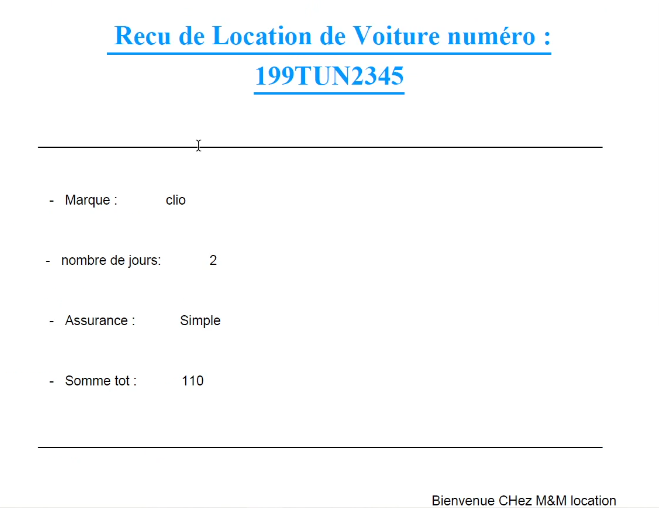 Recu de Location de Voiture numéro :
199TUN2345
- Marque : clio
- nombre de jours: 2
- Assurance : Simple
- Somme tot : 110
Bienvenue CHez M&M location